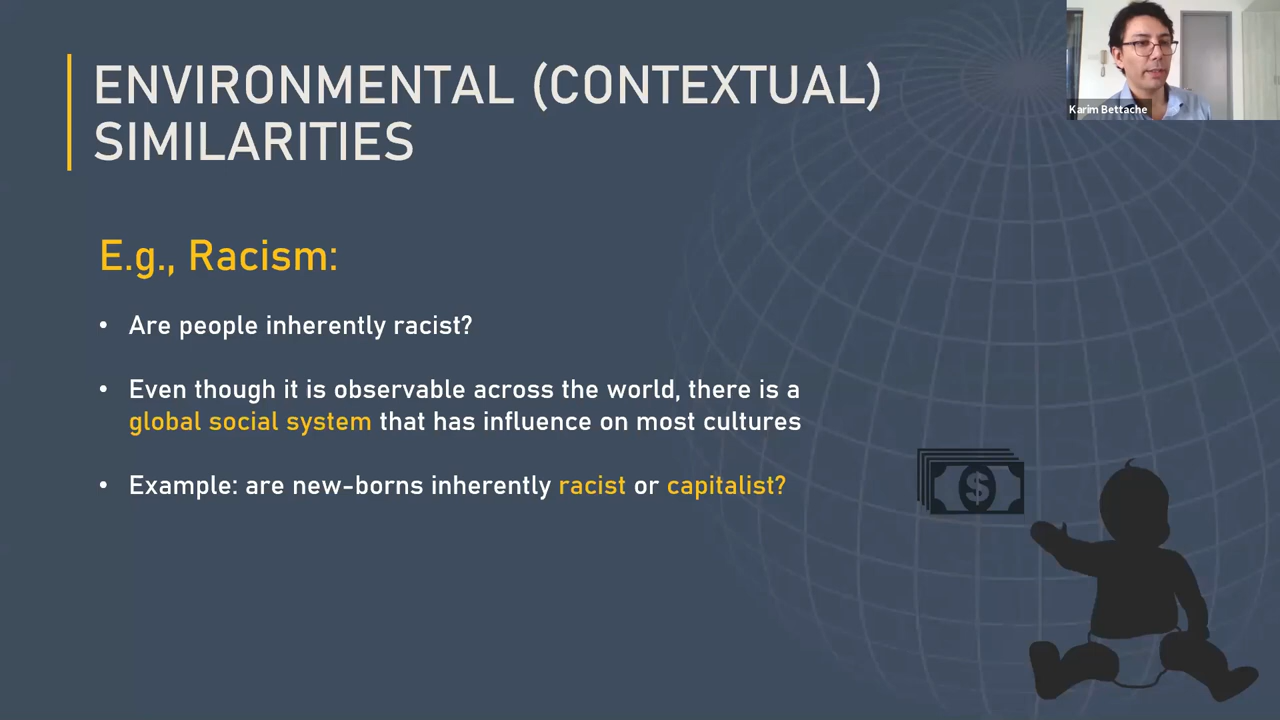 ENVIRONMENTAL (CONTEXTUAL)
SIMILARITIES
Karim Bettache
E.g., Racism:
• Are people inherently racist?
• Even though it is observable across the world, there is a
global social system that has influence on most cultures
• Example: are new-borns inherently racist or capitalist?
$